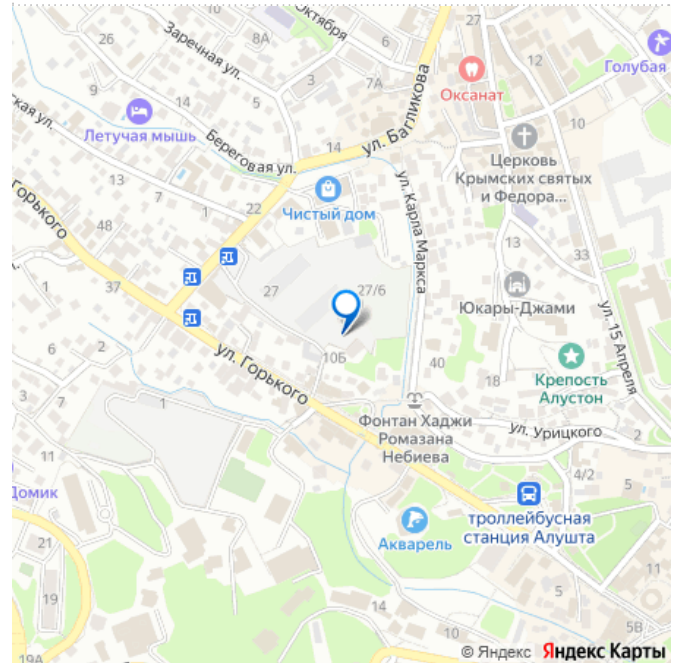 Октября
27
6
Заречная ул.
8А
26
3
7А
Голубая
9
14
5
Оксанат
10
Летучая мышь
ская ул.
Береговая ул.
14
ул. Багликова
Церковь
Крымских святых
и Федора...
13
7
1
22
Чистый дом
ул. Карла Маркса
Горького
48
13
33
1
37
27
27/6
Юкары-Джами
ул. 15 Апреля
6
2
ул. Горького
10Б
40
18
Крепость
Алустон
3
7
1
Фонтан Хаджи
Ромазана
Небиева
ул. Урицкого
2
11
4/2
5
Домик
троллейбусная
станция Алушта
Акварель
21
19
5
11
14
10
5В
19А
© Яндекс Яндекс Карты